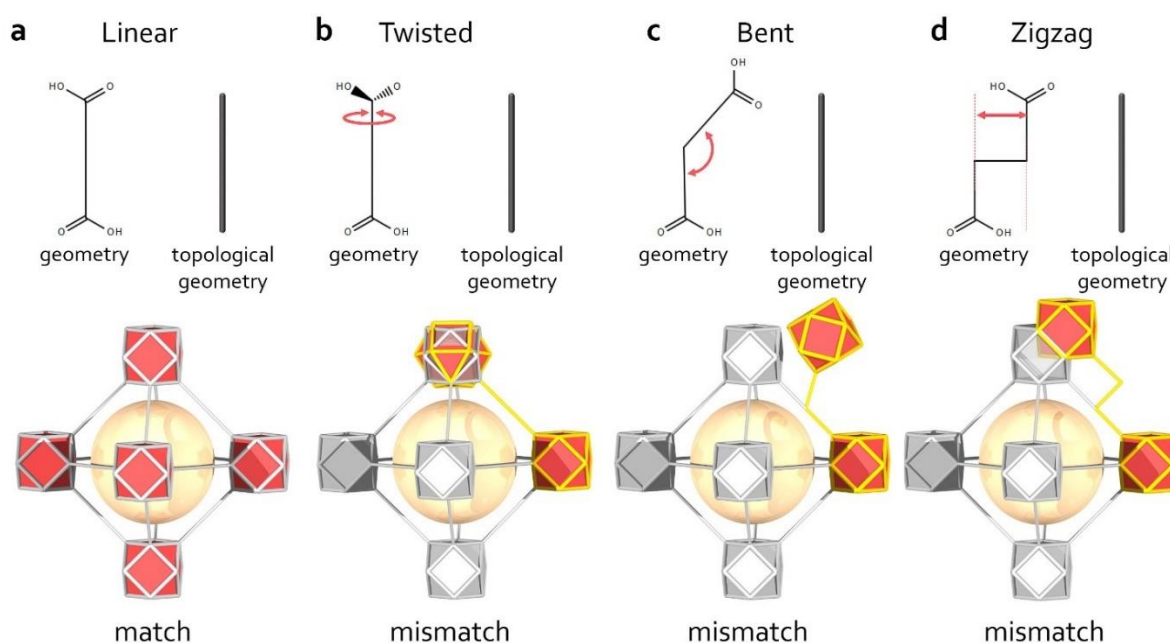 a Linear
HO O
O OH
geometry
topological
geometry
match
b Twisted
HO O
O OH
geometry
topological
geometry
mismatch
c Bent
OH
O
O OH
geometry
topological
geometry
mismatch
d Zigzag
HO O
O OH
geometry
topological
geometry
mismatch